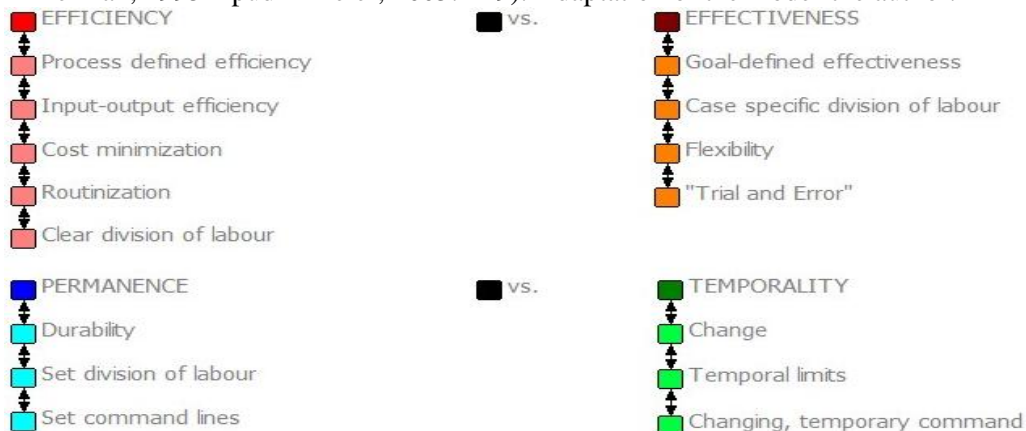 EFFICIENCY vs. EFFECTIVENESS
Process defined efficiency Goal-defined effectiveness
Input-output efficiency Case specific division of labour
Cost minimization Flexibility
Routinization "Trial and Error"
Clear division of labour
PERMANENCE vs. TEMPORALITY
Durability Change
Set division of labour Temporal limits
Set command lines Changing, temporary command